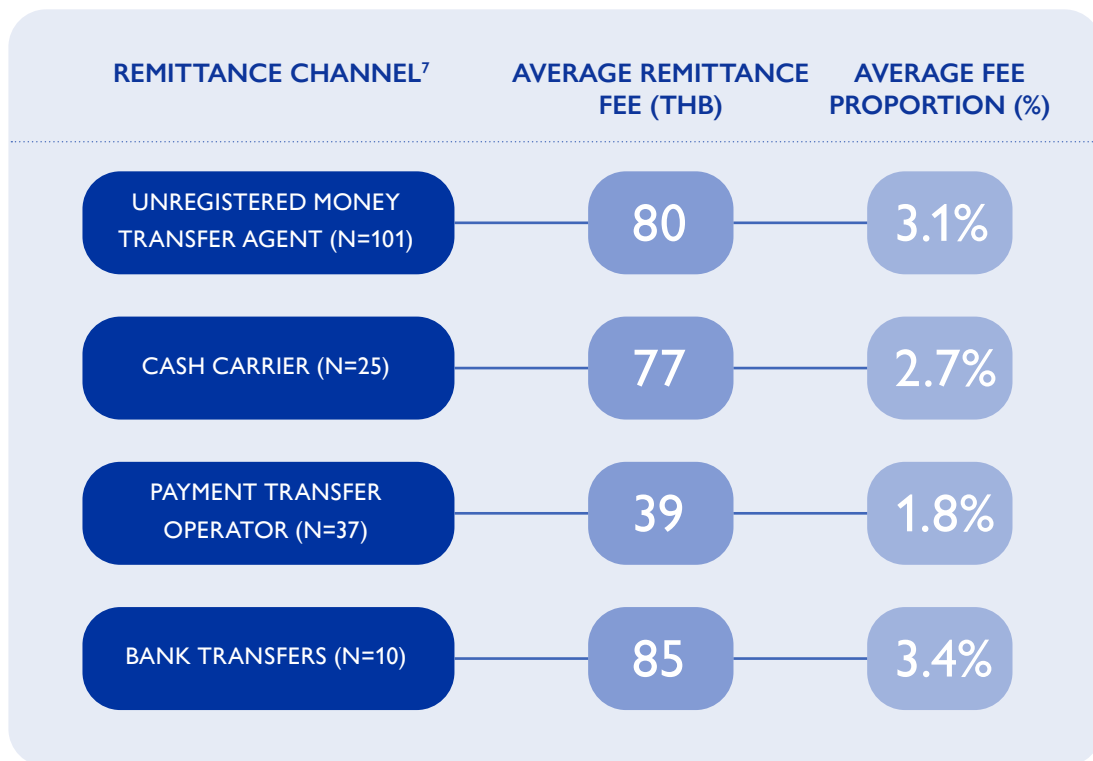 REMITTANCE CHANNEL⁷
AVERAGE REMITTANCE
FEE (THB)
AVERAGE FEE
PROPORTION (%)
UNREGISTERED MONEY
TRANSFER AGENT (N=101)
80
3.1%
CASH CARRIER (N=25)
77
2.7%
PAYMENT TRANSFER
OPERATOR (N=37)
39
1.8%
BANK TRANSFERS (N=10)
85
3.4%